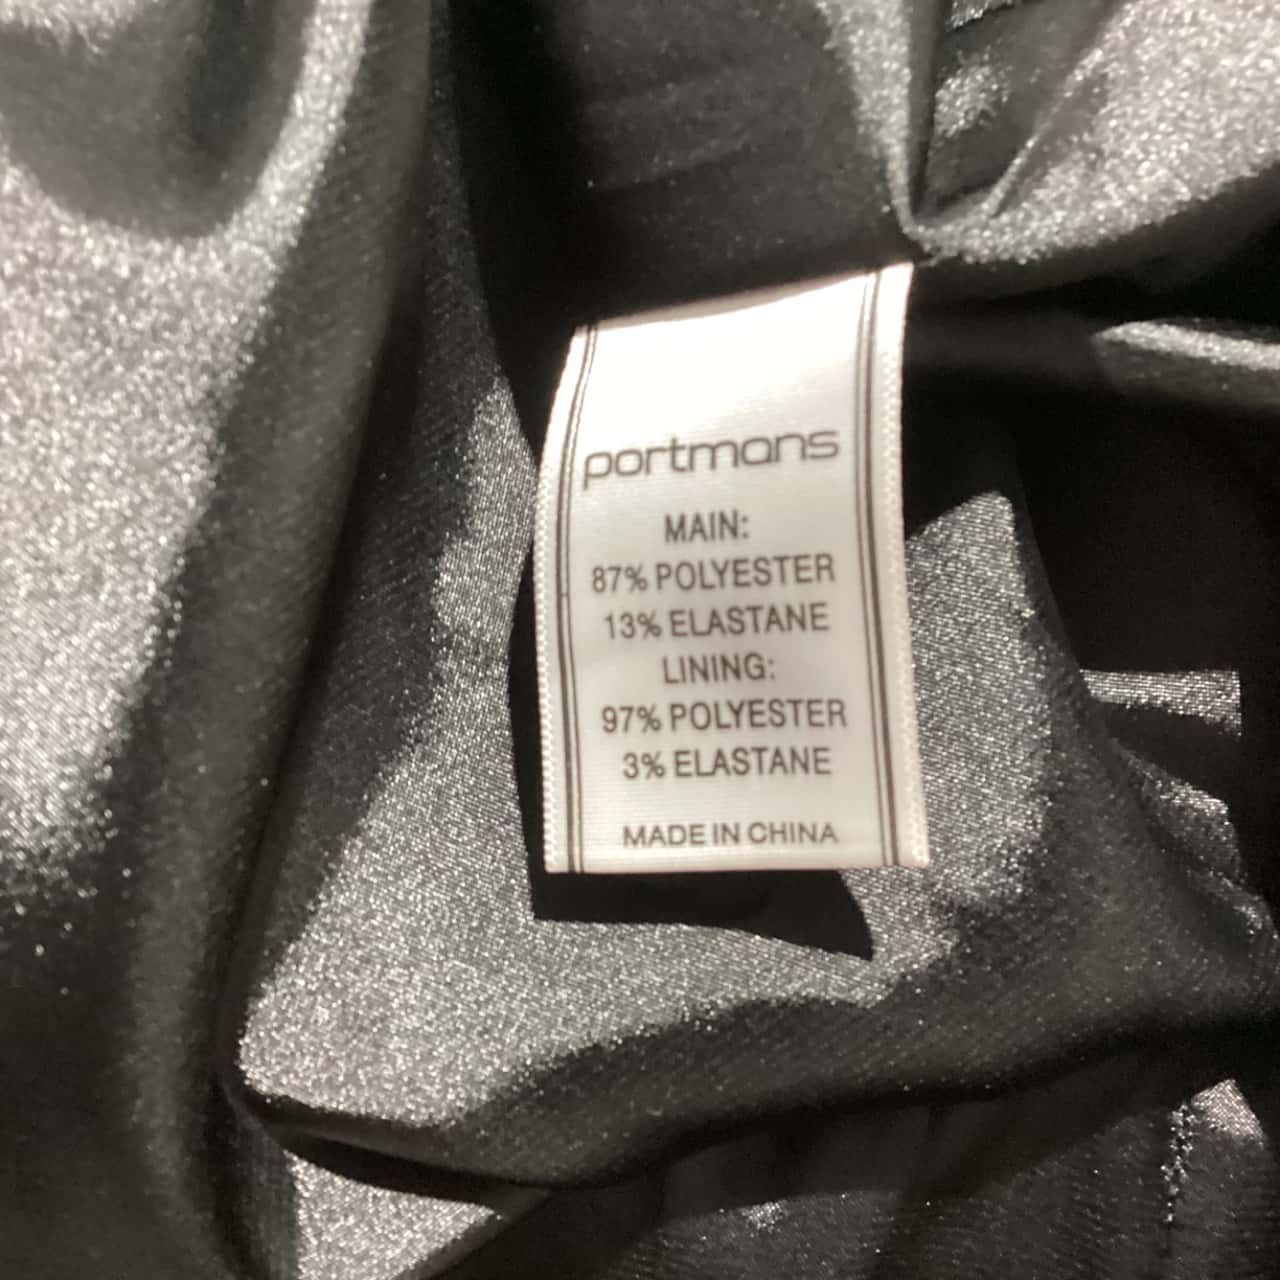 portmans
MAIN:
87% POLYESTER
13% ELASTANE
LINING:
97% POLYESTER
3% ELASTANE
MADE IN CHINA